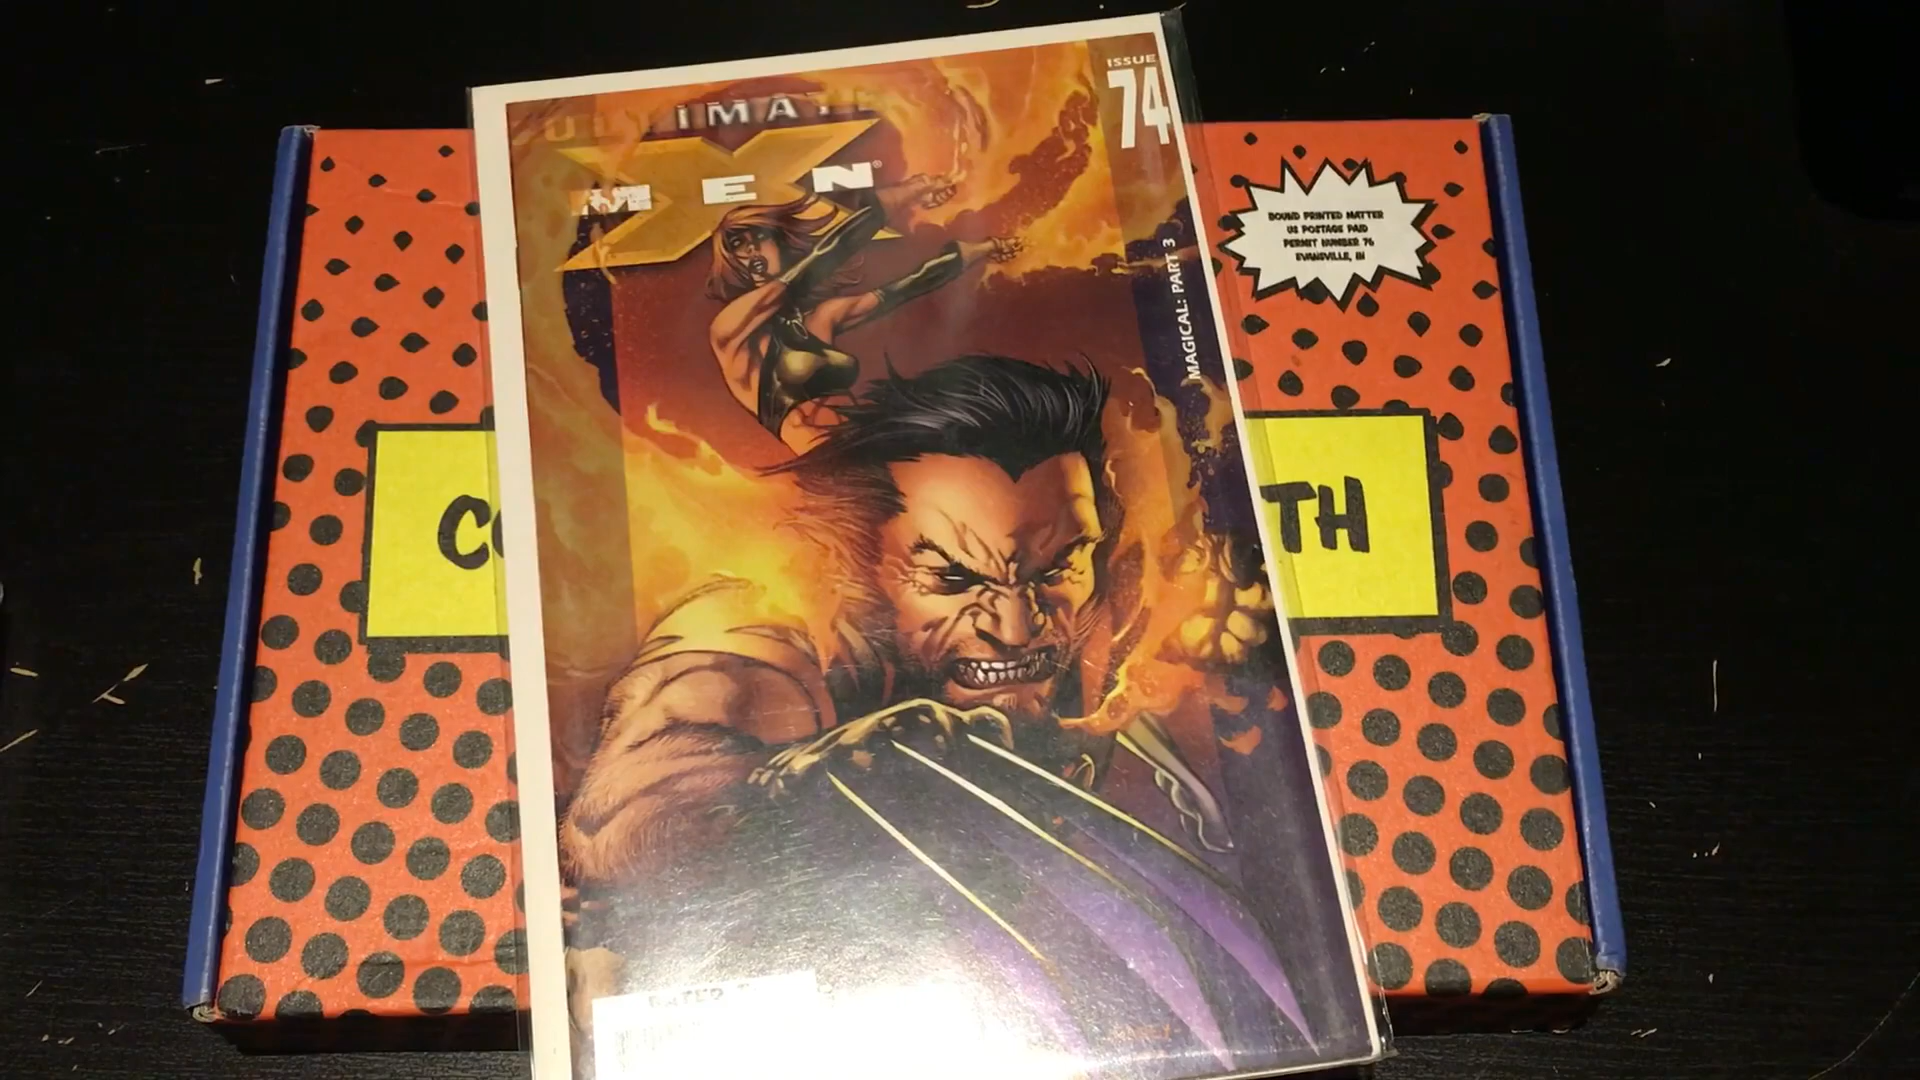 ISSUE
74
ULTIMATE
X
MEN®
MAGICAL: PART 3
BOUND PRINTED MATTER
US POSTAGE PAID
PERMIT NUMBER 76
EVANSVILLE, IN
CO
TH
RATED